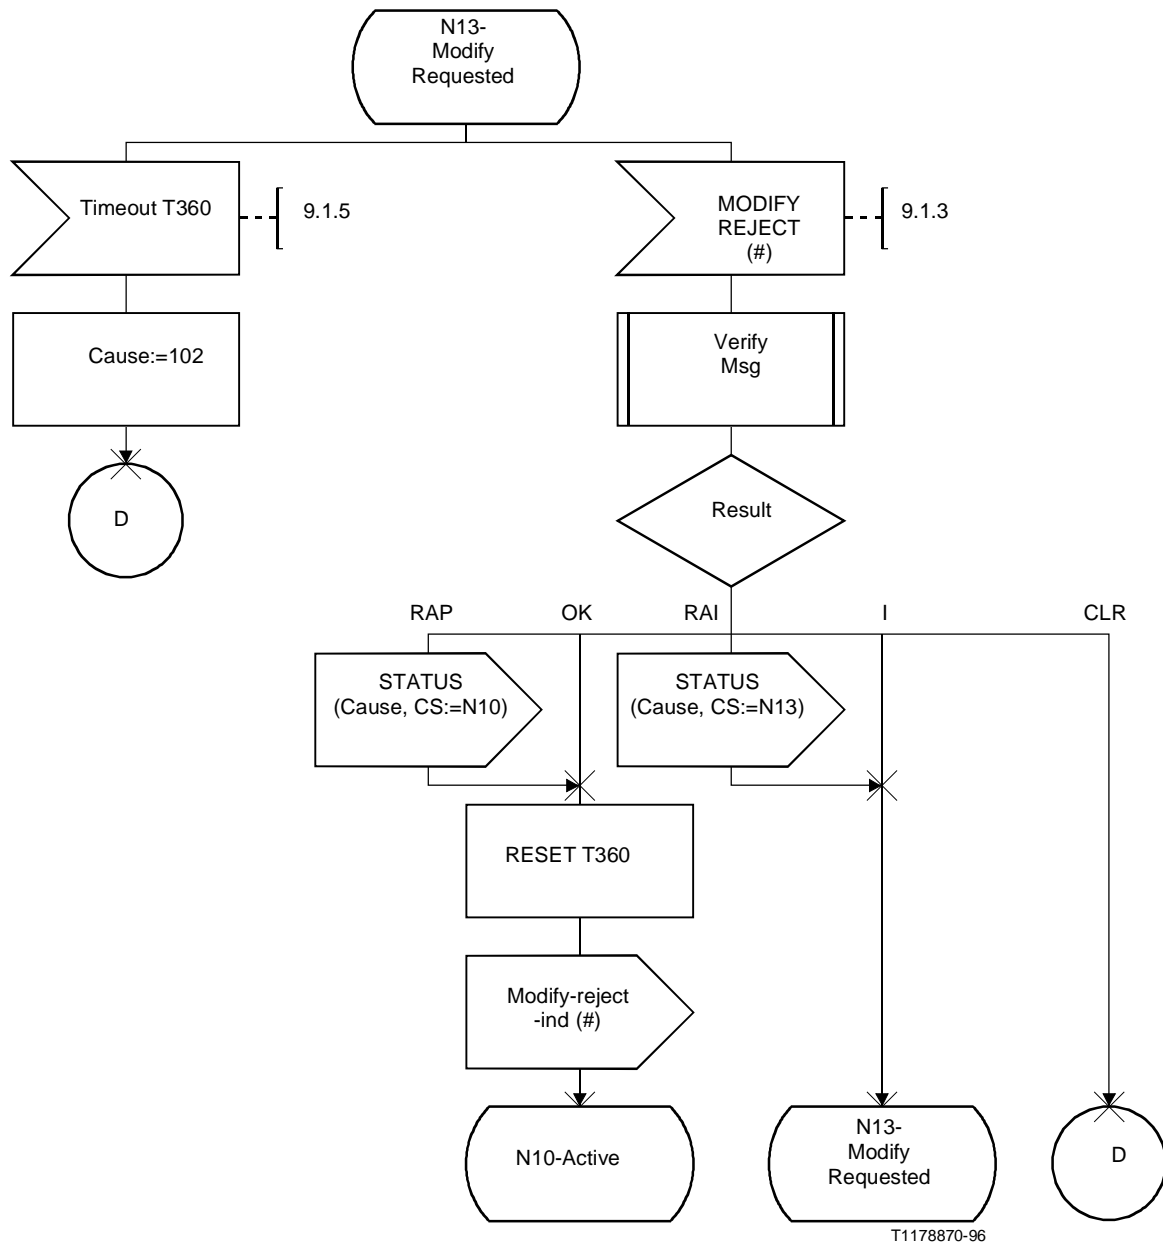 N13-
Modify
Requested
Timeout T360
9.1.5
MODIFY
REJECT
(#)
9.1.3
Cause:=102
Verify
Msg
D
Result
RAP
OK
RAI
I
CLR
STATUS
(Cause, CS:=N10)
STATUS
(Cause, CS:=N13)
RESET T360
Modify-reject
-ind (#)
N10-Active
N13-
Modify
Requested
D
T1178870-96